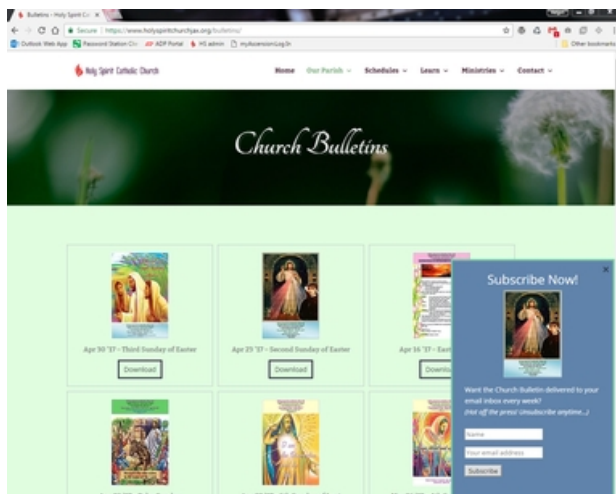 Bulletins - Holy Spirit C
Secure | https://www.holyspiritchurchjax.org/bulletins/
Outlook Web App Password Station ADP Portal HS admin myAscension Log In Other bookmarks
Holy Spirit Catholic Church
Home Our Parish Schedules Learn Ministries Contact
Church Bulletins
Apr 30 '17 – Third Sunday of Easter
Download
Apr 23 '17 – Second Sunday of Easter
Download
Apr 16 '17 –
Downl
Subscribe Now!
Want the Church Bulletin delivered to your
email inbox every week?
(Hot off the press! Unsubscribe anytime...)
Name
Your email address
Subscribe